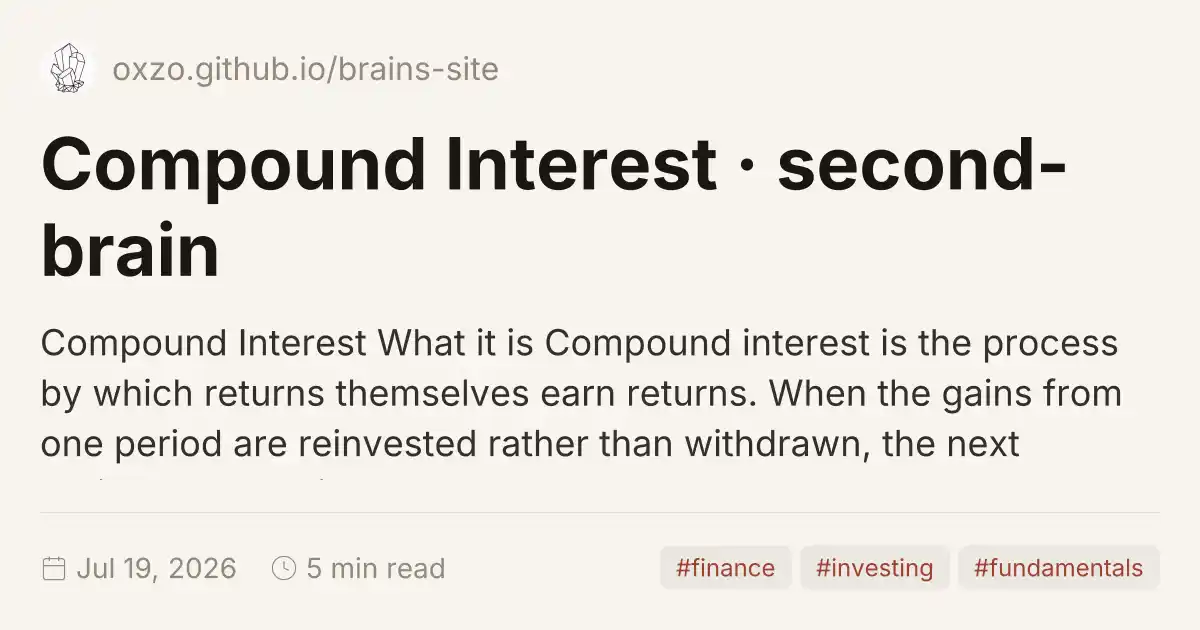 oxzo.github.io/brains-site
Compound Interest · second-
brain
Compound Interest What it is Compound interest is the process
by which returns themselves earn returns. When the gains from
one period are reinvested rather than withdrawn, the next
Jul 19, 2026
5 min read
#finance
#investing
#fundamentals